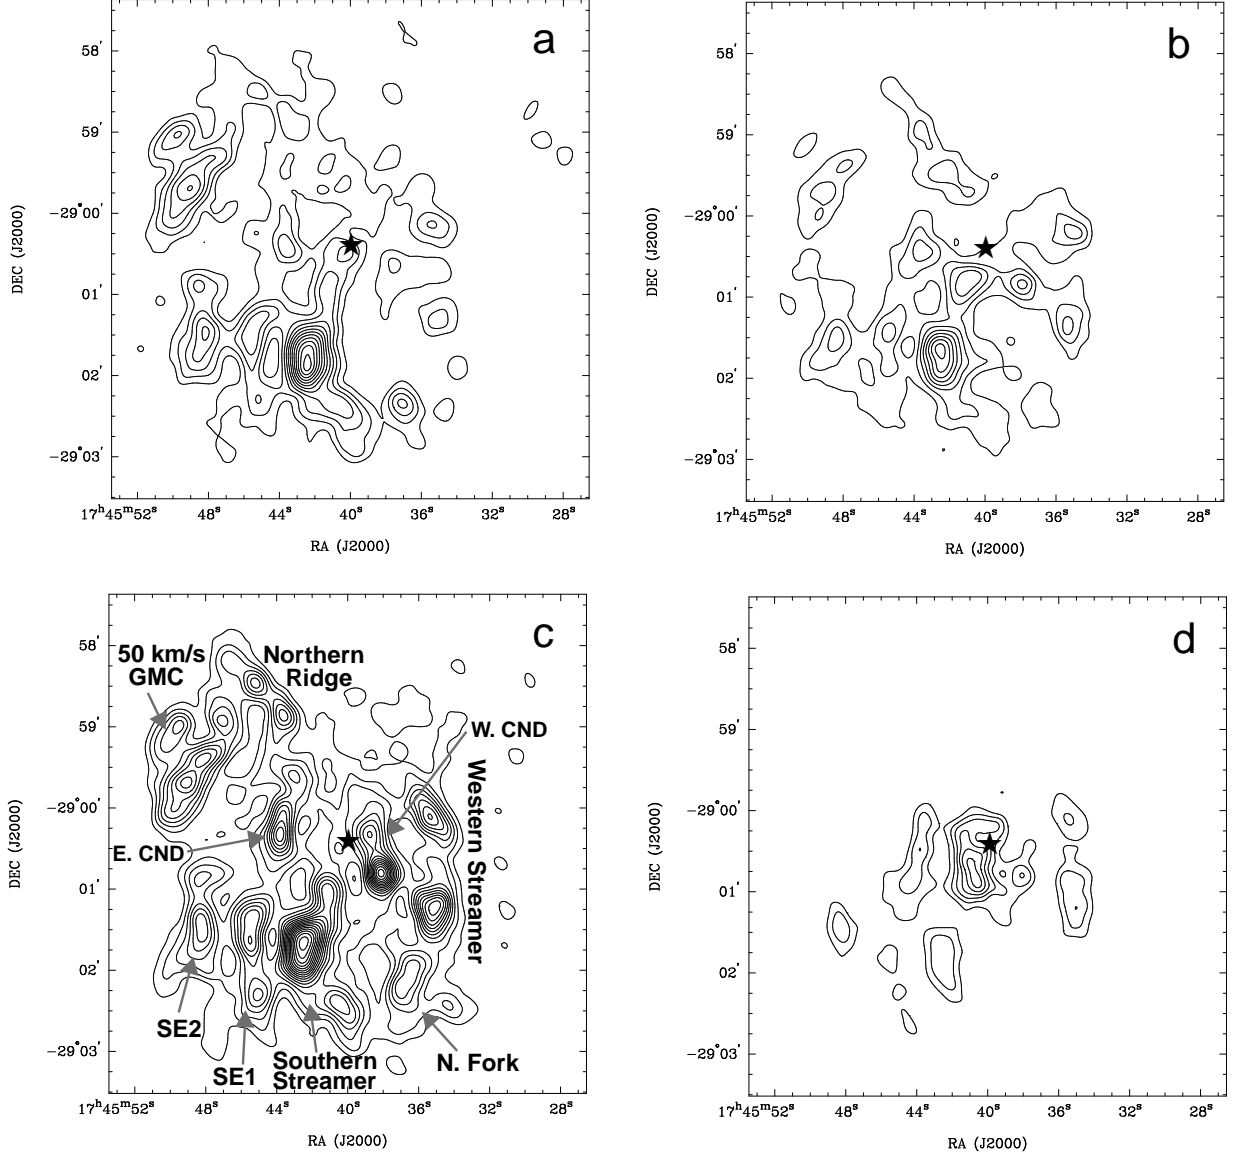 a
58′
59′
−29°00′
01′
02′
−29°03′
DEC (J2000)
17ʰ45ᵐ52ˢ 48ˢ 44ˢ 40ˢ 36ˢ 32ˢ 28ˢ
RA (J2000)
b
58′
59′
−29°00′
01′
02′
−29°03′
DEC (J2000)
17ʰ45ᵐ52ˢ 48ˢ 44ˢ 40ˢ 36ˢ 32ˢ 28ˢ
RA (J2000)
c
50 km/s
GMC
Northern
Ridge
W. CND
Western Streamer
E. CND
SE2
SE1
Southern
Streamer
N. Fork
58′
59′
−29°00′
01′
02′
−29°03′
DEC (J2000)
17ʰ45ᵐ52ˢ 48ˢ 44ˢ 40ˢ 36ˢ 32ˢ 28ˢ
RA (J2000)
d
58′
59′
−29°00′
01′
02′
−29°03′
DEC (J2000)
17ʰ45ᵐ52ˢ 48ˢ 44ˢ 40ˢ 36ˢ 32ˢ 28ˢ
RA (J2000)